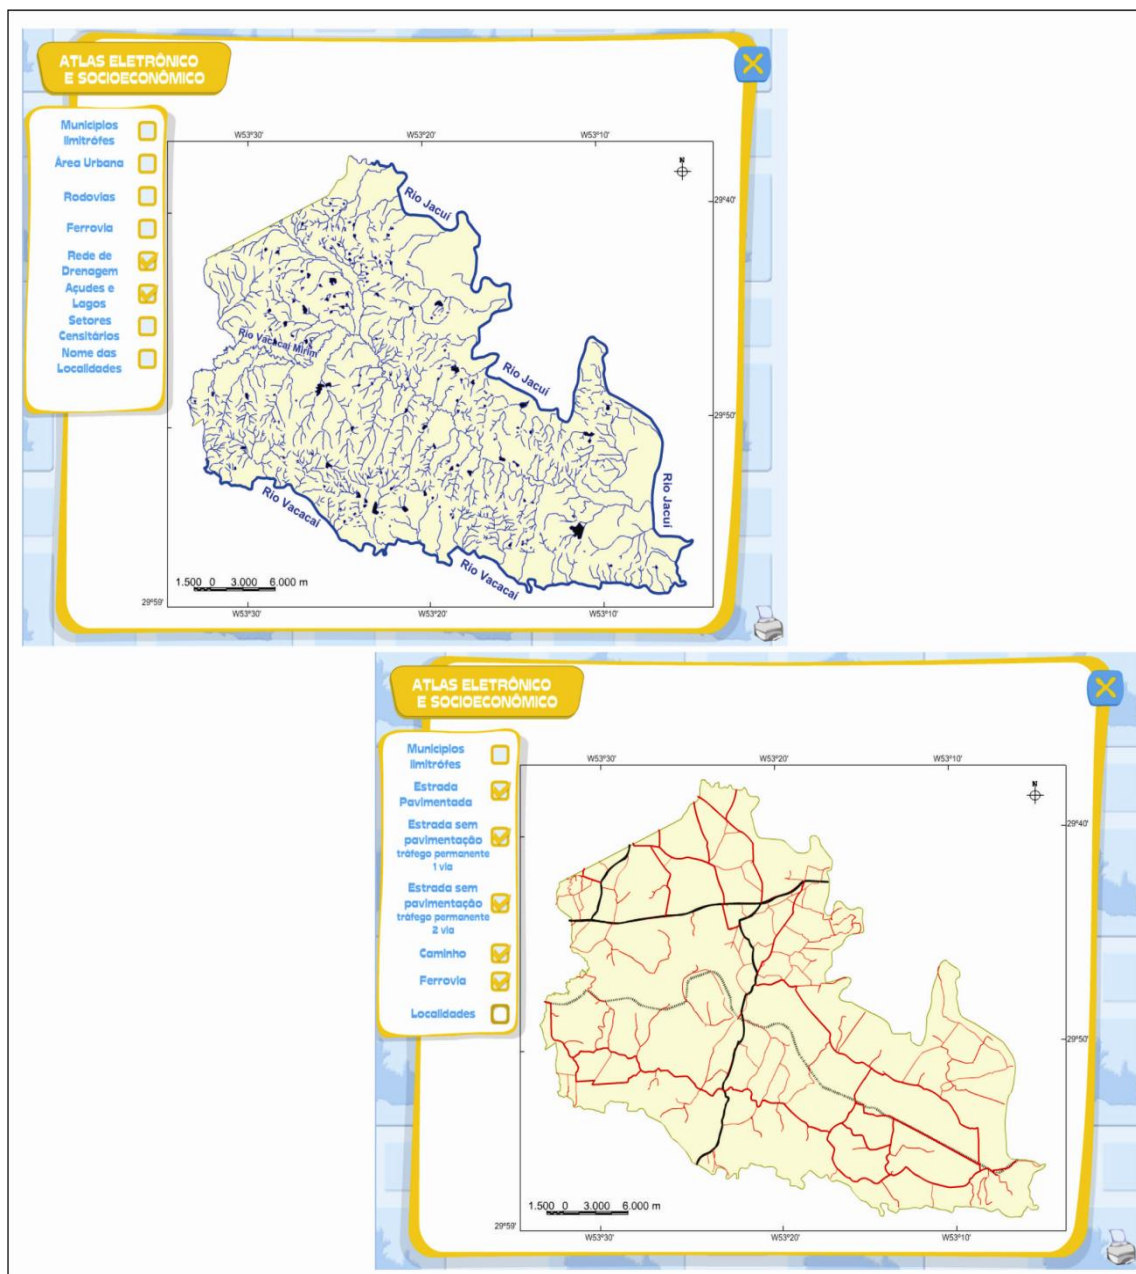 ATLAS ELETRÔNICO
E SOCIOECONÔMICO
Municípios
limitrófes
Área Urbana
Rodovias
Ferrovia
Rede de
Drenagem
Açudes e
Lagos
Setores
Censitários
Nome das
Localidades
W53°30'
W53°20'
W53°10'
N
29°40'
Rio Jacuí
Rio Vacacaí Mirim
Rio Jacuí
29°50'
Rio Jacuí
Rio Vacacaí
Rio Vacacaí
1.500 0 3.000 6.000 m
29°59'
W53°30'
W53°20'
W53°10'
ATLAS ELETRÔNICO
E SOCIOECONÔMICO
Municípios
limitrófes
Estrada
Pavimentada
Estrada sem
pavimentação
tráfego permanente
1 via
Estrada sem
pavimentação
tráfego permanente
2 via
Caminho
Ferrovia
Localidades
W53°30'
W53°20'
W53°10'
N
29°40'
29°50'
1.500 0 3.000 6.000 m
29°59'
W53°30'
W53°20'
W53°10'